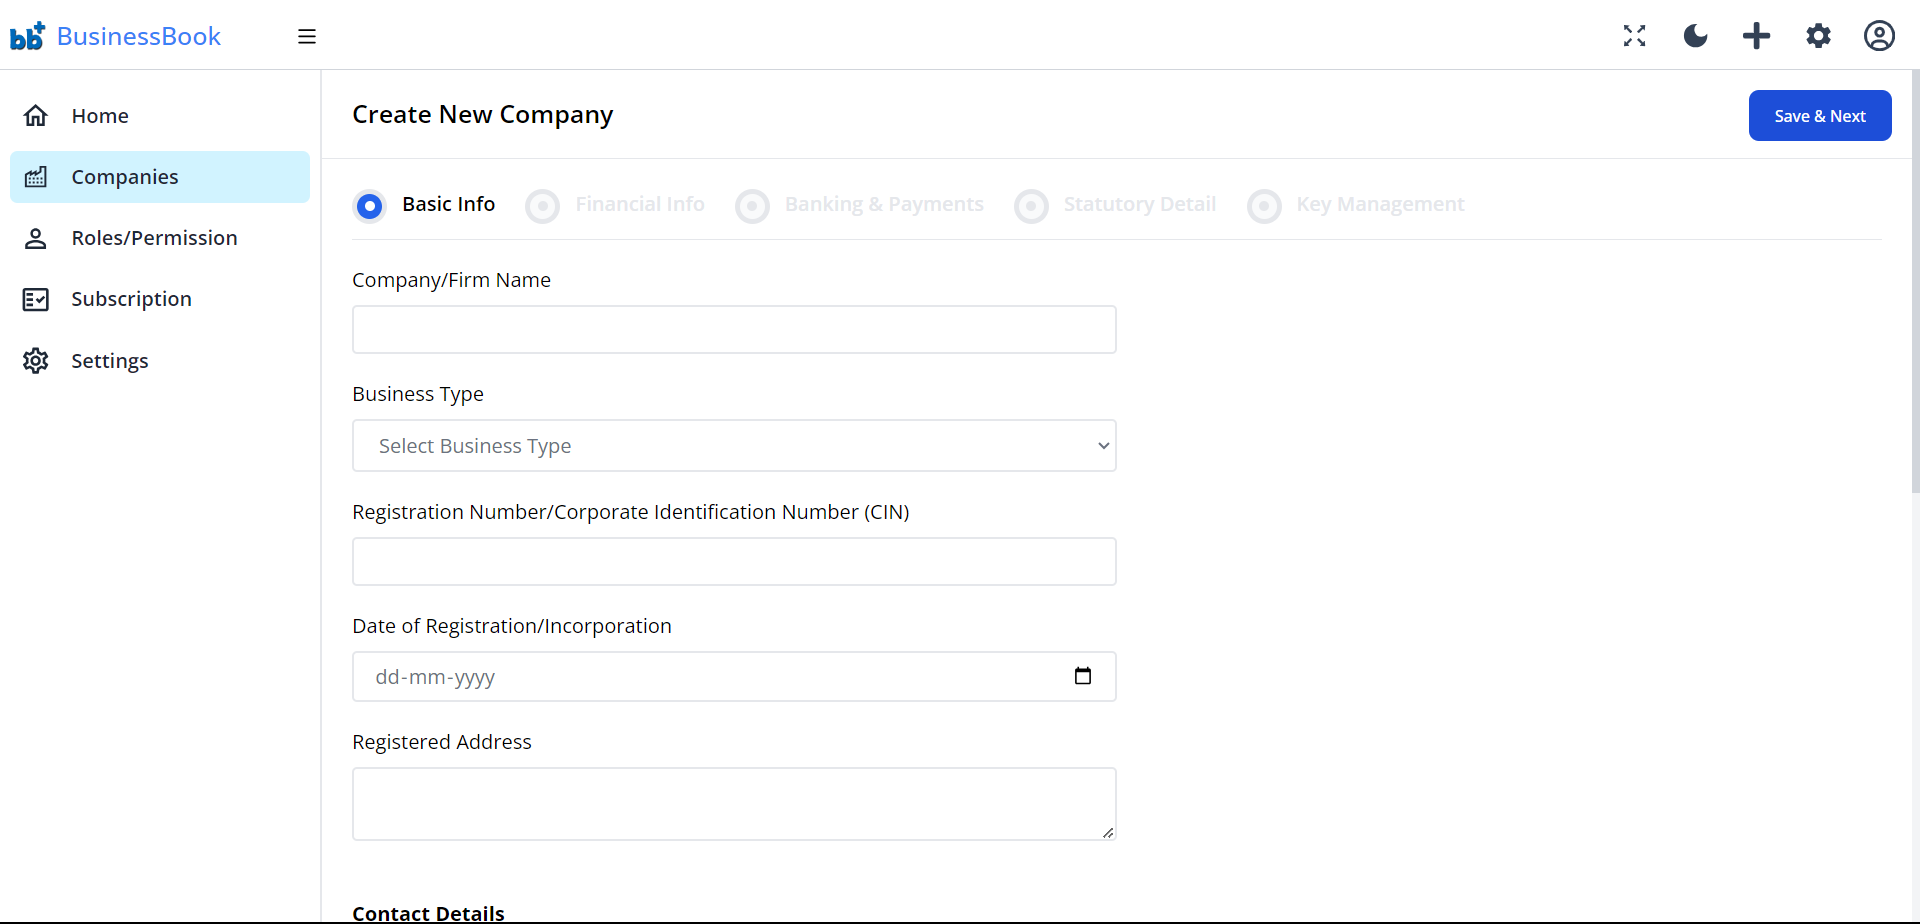 bb+ BusinessBook
Home
Companies
Roles/Permission
Subscription
Settings
Create New Company
Save & Next
Basic Info Financial Info Banking & Payments Statutory Detail Key Management
Company/Firm Name
Business Type
Select Business Type
Registration Number/Corporate Identification Number (CIN)
Date of Registration/Incorporation
dd-mm-yyyy
Registered Address
Contact Details